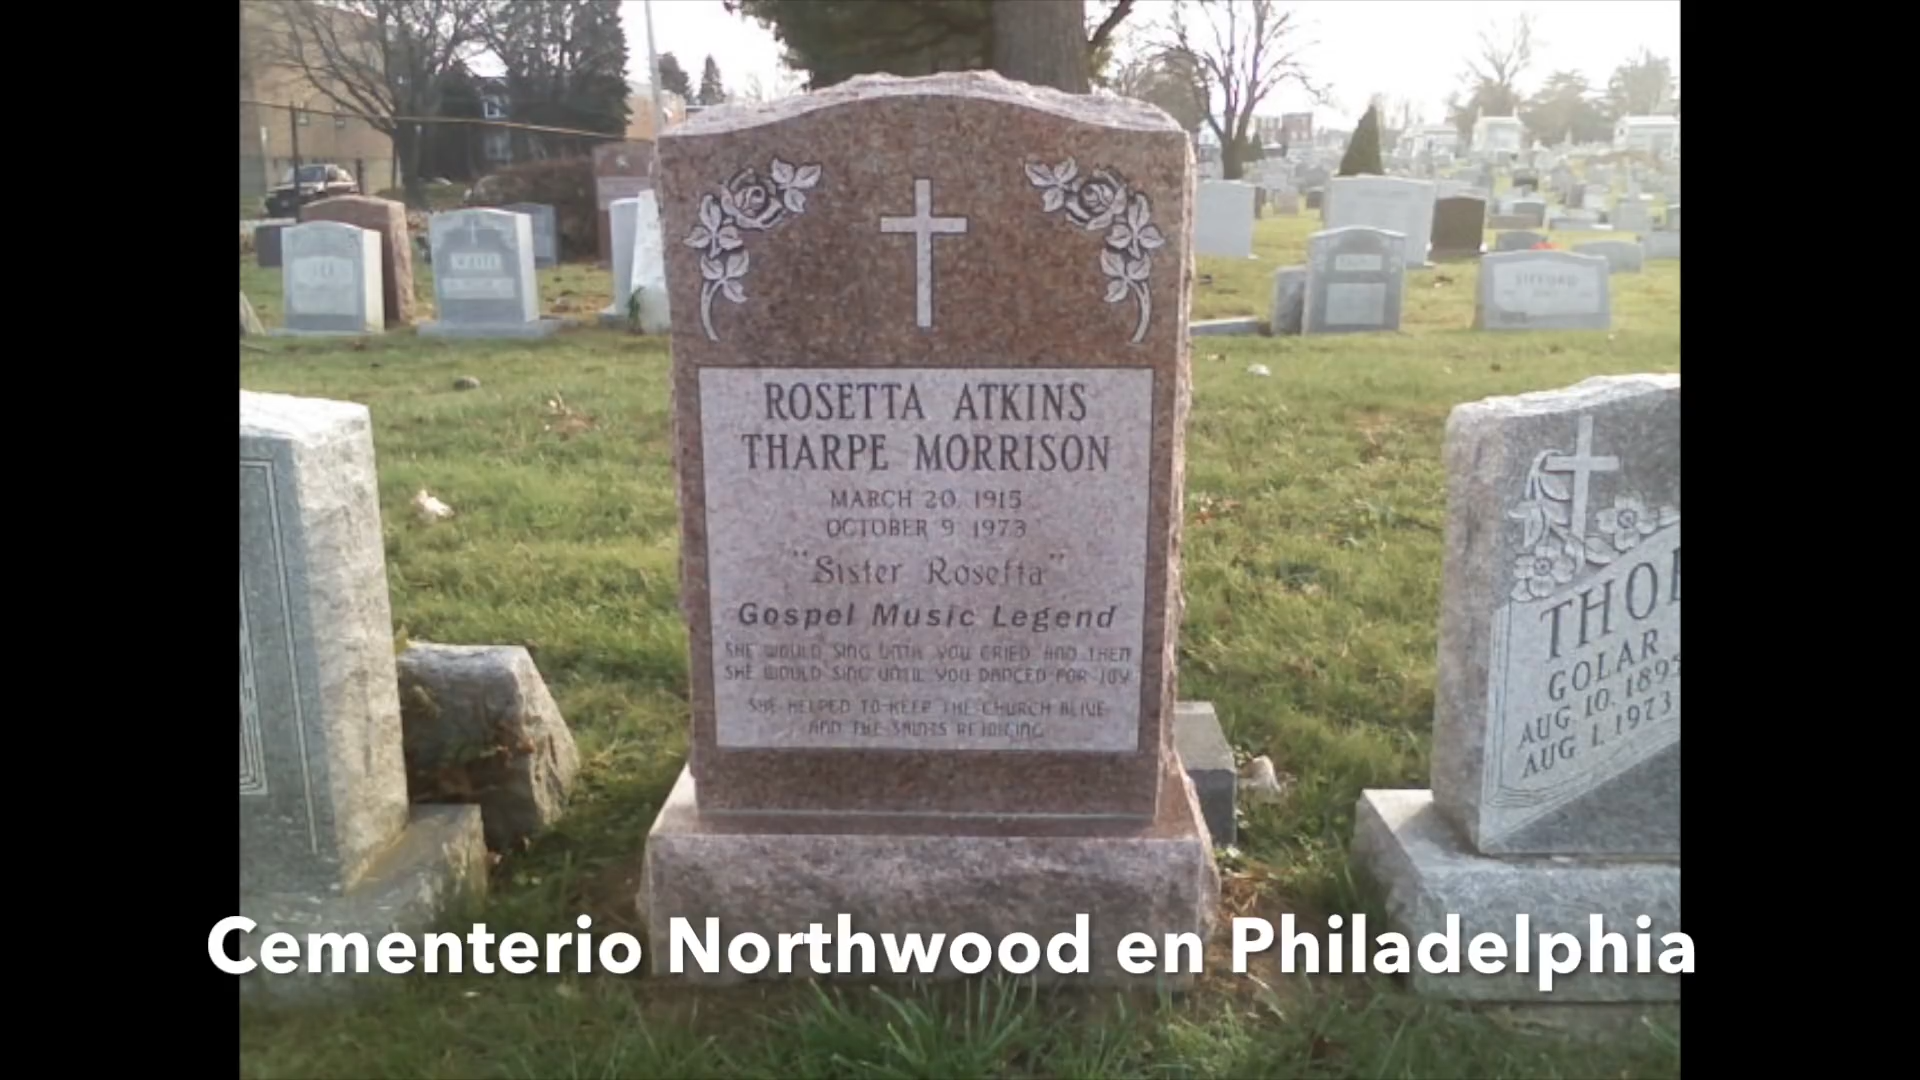 ROSETTA ATKINS
THARPE MORRISON
MARCH 20, 1915
OCTOBER 9, 1973
"Sister Rosetta"
Gospel Music Legend
SHE WOULD SING UNTIL YOU CRIED AND THEN
SHE WOULD SING UNTIL YOU DANCED FOR JOY
SHE HELPED TO KEEP THE CHURCH ALIVE
AND THE SAINTS REJOICING
WHITE
GOLAR
AUG. 10, 1895
AUG 1, 1973
Cementerio Northwood en Philadelphia